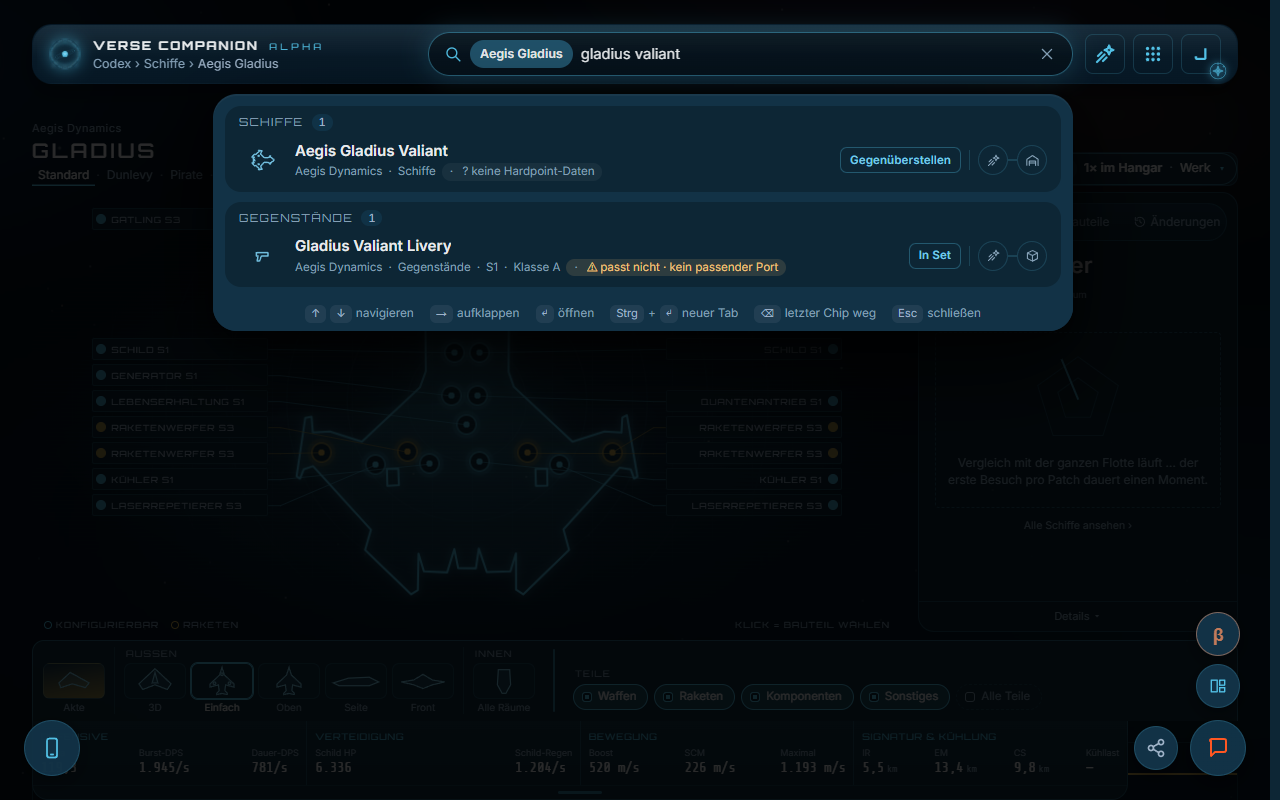 VERSE COMPANION ALPHA
Codex › Schiffe › Aegis Gladius
Aegis Gladius gladius valiant
Aegis Dynamics
GLADIUS
Standard · Dunlevy · Pirate
1× im Hangar · Werk
SCHIFFE 1
Aegis Gladius Valiant
Aegis Dynamics · Schiffe · ? keine Hardpoint-Daten
Gegenüberstellen
GEGENSTÄNDE 1
Gladius Valiant Livery
Aegis Dynamics · Gegenstände · S1 · Klasse A · ⚠ passt nicht · kein passender Port
In Set
↑ ↓ navigieren → aufklappen ↵ öffnen Strg + ↵ neuer Tab ⌫ letzter Chip weg Esc schließen
GATLING S3
Änderungen
SCHILD S1
GENERATOR S1
LEBENSERHALTUNG S1
RAKETENWERFER S3
RAKETENWERFER S3
KÜHLER S1
LASERREPETIERER S3
SCHILD S1
QUANTENANTRIEB S1
RAKETENWERFER S3
RAKETENWERFER S3
KÜHLER S1
LASERREPETIERER S3
Vergleich mit der ganzen Flotte läuft ... der
erste Besuch pro Patch dauert einen Moment.
Alle Schiffe ansehen ›
Details
KONFIGURIERBAR RAKETEN
KLICK = BAUTEIL WÄHLEN
β
AUSSEN
INNEN
Akte 3D Einfach Oben Seite Front Alle Räume
TEILE
Waffen Raketen Komponenten Sonstiges Alle Teile
VERTEIDIGUNG
BEWEGUNG
SIGNATUR & KÜHLUNG
Burst-DPS Dauer-DPS Schild HP Schild-Regen Boost SCM Maximal IR EM CS Kühllast
1.945/s 781/s 6.336 1.204/s 520 m/s 226 m/s 1.193 m/s 5,5 km 13,4 km 9,0 km –